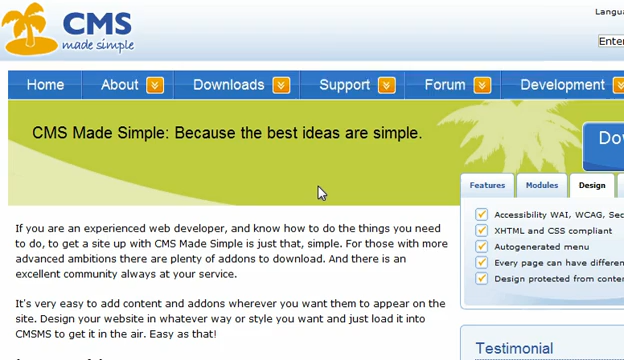 CMS
made simple
Home About Downloads Support Forum Development
CMS Made Simple: Because the best ideas are simple.
Features Modules Design
Accessibility WAI, WCAG,
XHTML and CSS compliant
Autogenerated menu
Every page can have
Design protected from
If you are an experienced web developer, and know how to do the things you need
to do, to get a site up with CMS Made Simple is just that, simple. For those with more
advanced ambitions there are plenty of addons to download. And there is an
excellent community always at your service.
It's very easy to add content and addons wherever you want them to appear on the
site. Design your website in whatever way or style you want and just load it into
CMSMS to get it in the air. Easy as that!
Testimonial